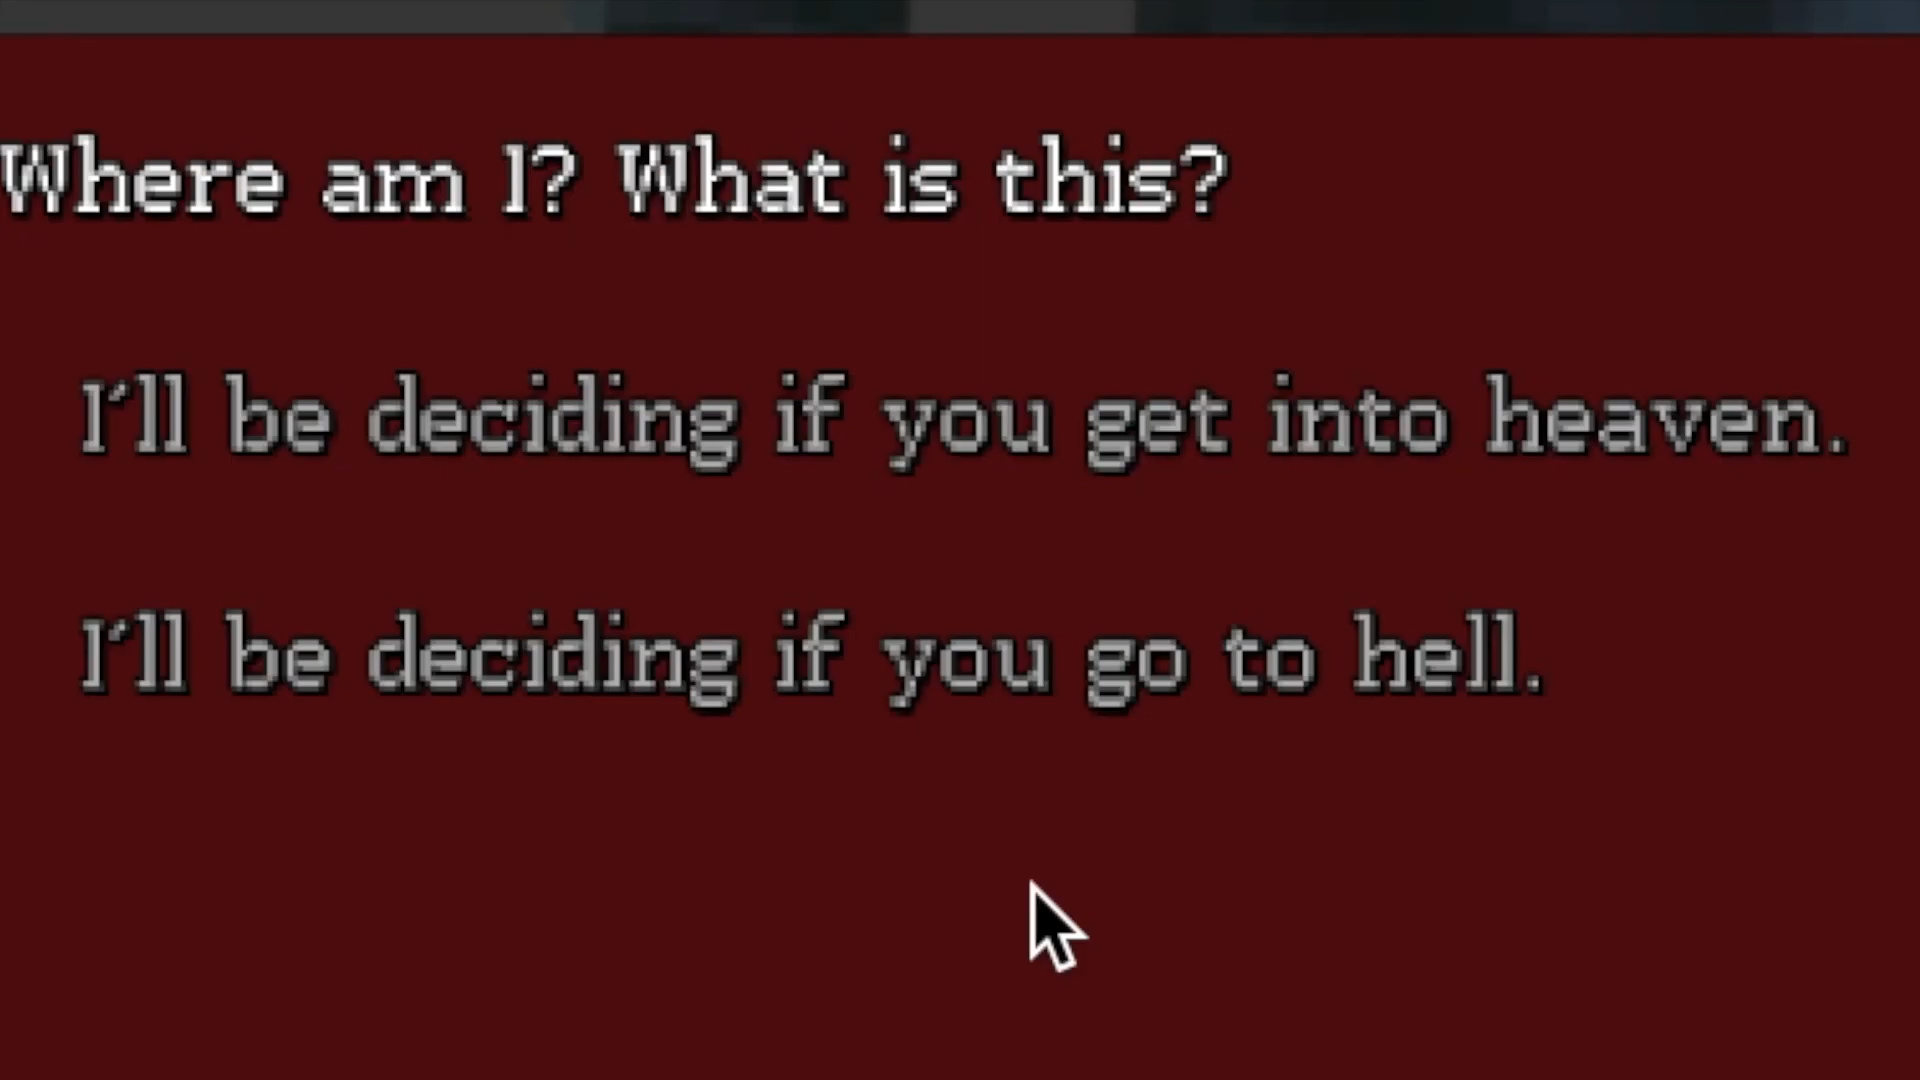 Where am I? What is this?
I'll be deciding if you get into heaven.
I'll be deciding if you go to hell.